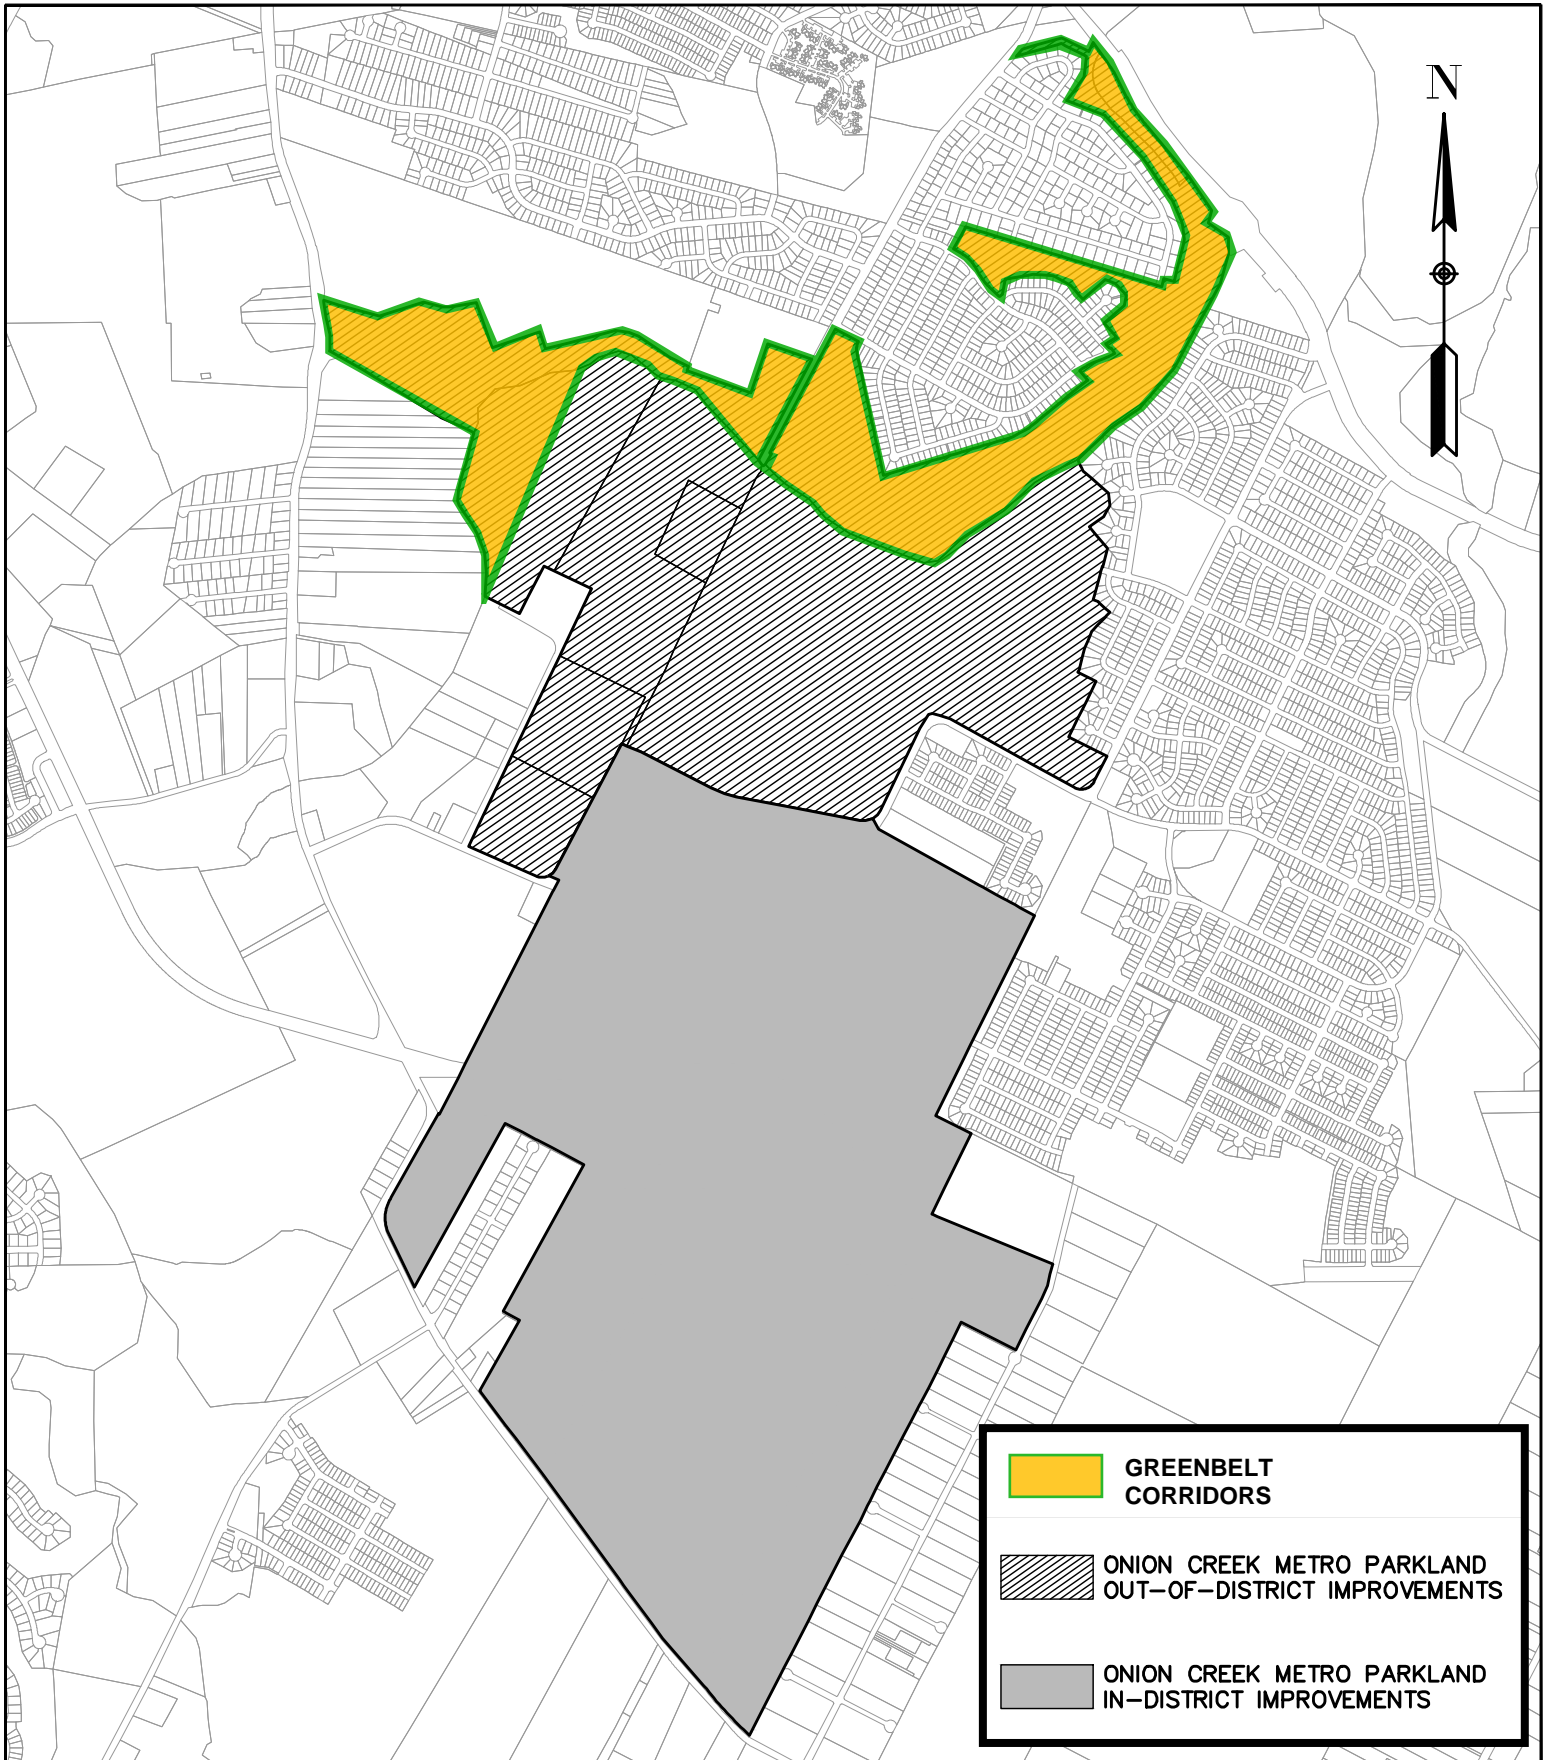 N
GREENBELT
CORRIDORS
ONION CREEK METRO PARKLAND
OUT-OF-DISTRICT IMPROVEMENTS
ONION CREEK METRO PARKLAND
IN-DISTRICT IMPROVEMENTS